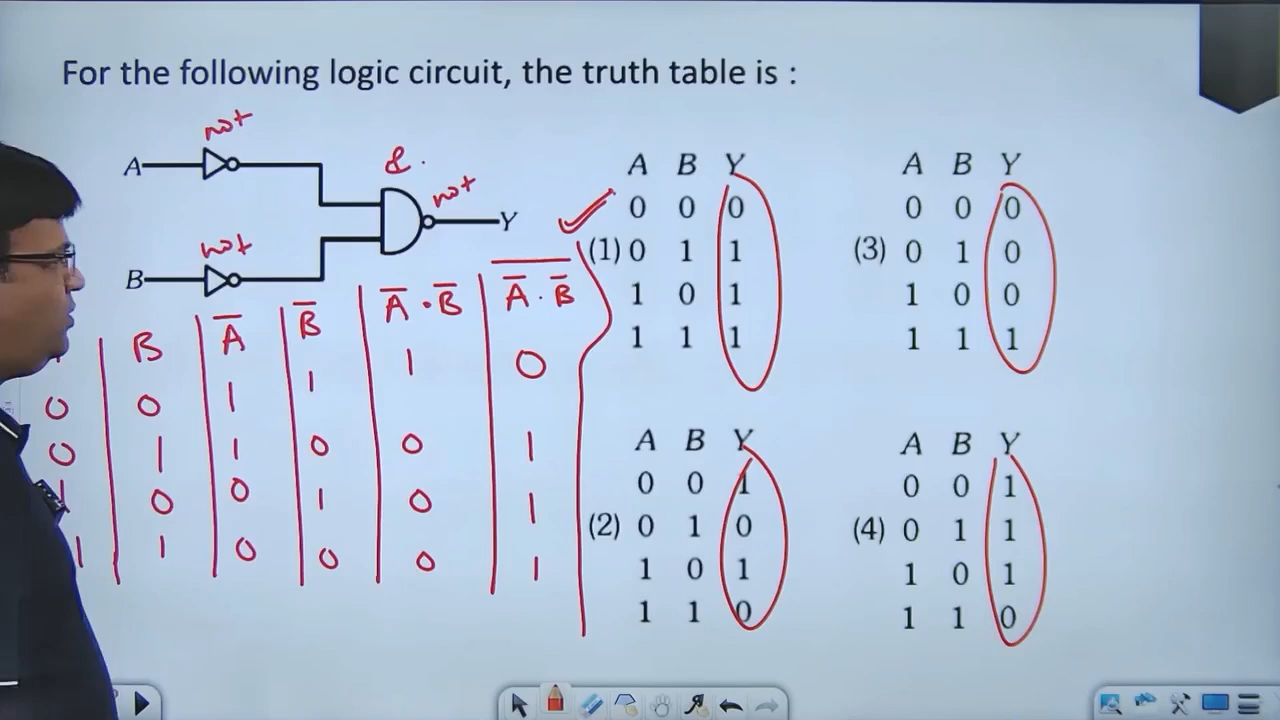 For the following logic circuit, the truth table is :
not
A
&.
not
Y
not
B
A B Y
0 0 0
(1) 0 1 1
1 0 1
1 1 1
A B Y
0 0 0
(3) 0 1 0
1 0 0
1 1 1
A B Y
0 0 1
(2) 0 1 0
1 0 1
1 1 0
A B Y
0 0 1
(4) 0 1 1
1 0 1
1 1 0
B A̅ B̅ A̅ · B̅ A̅ · B̅
0 0 1 1 1 0
0 1 1 0 0 1
1 0 0 1 0 1
1 1 0 0 0 1